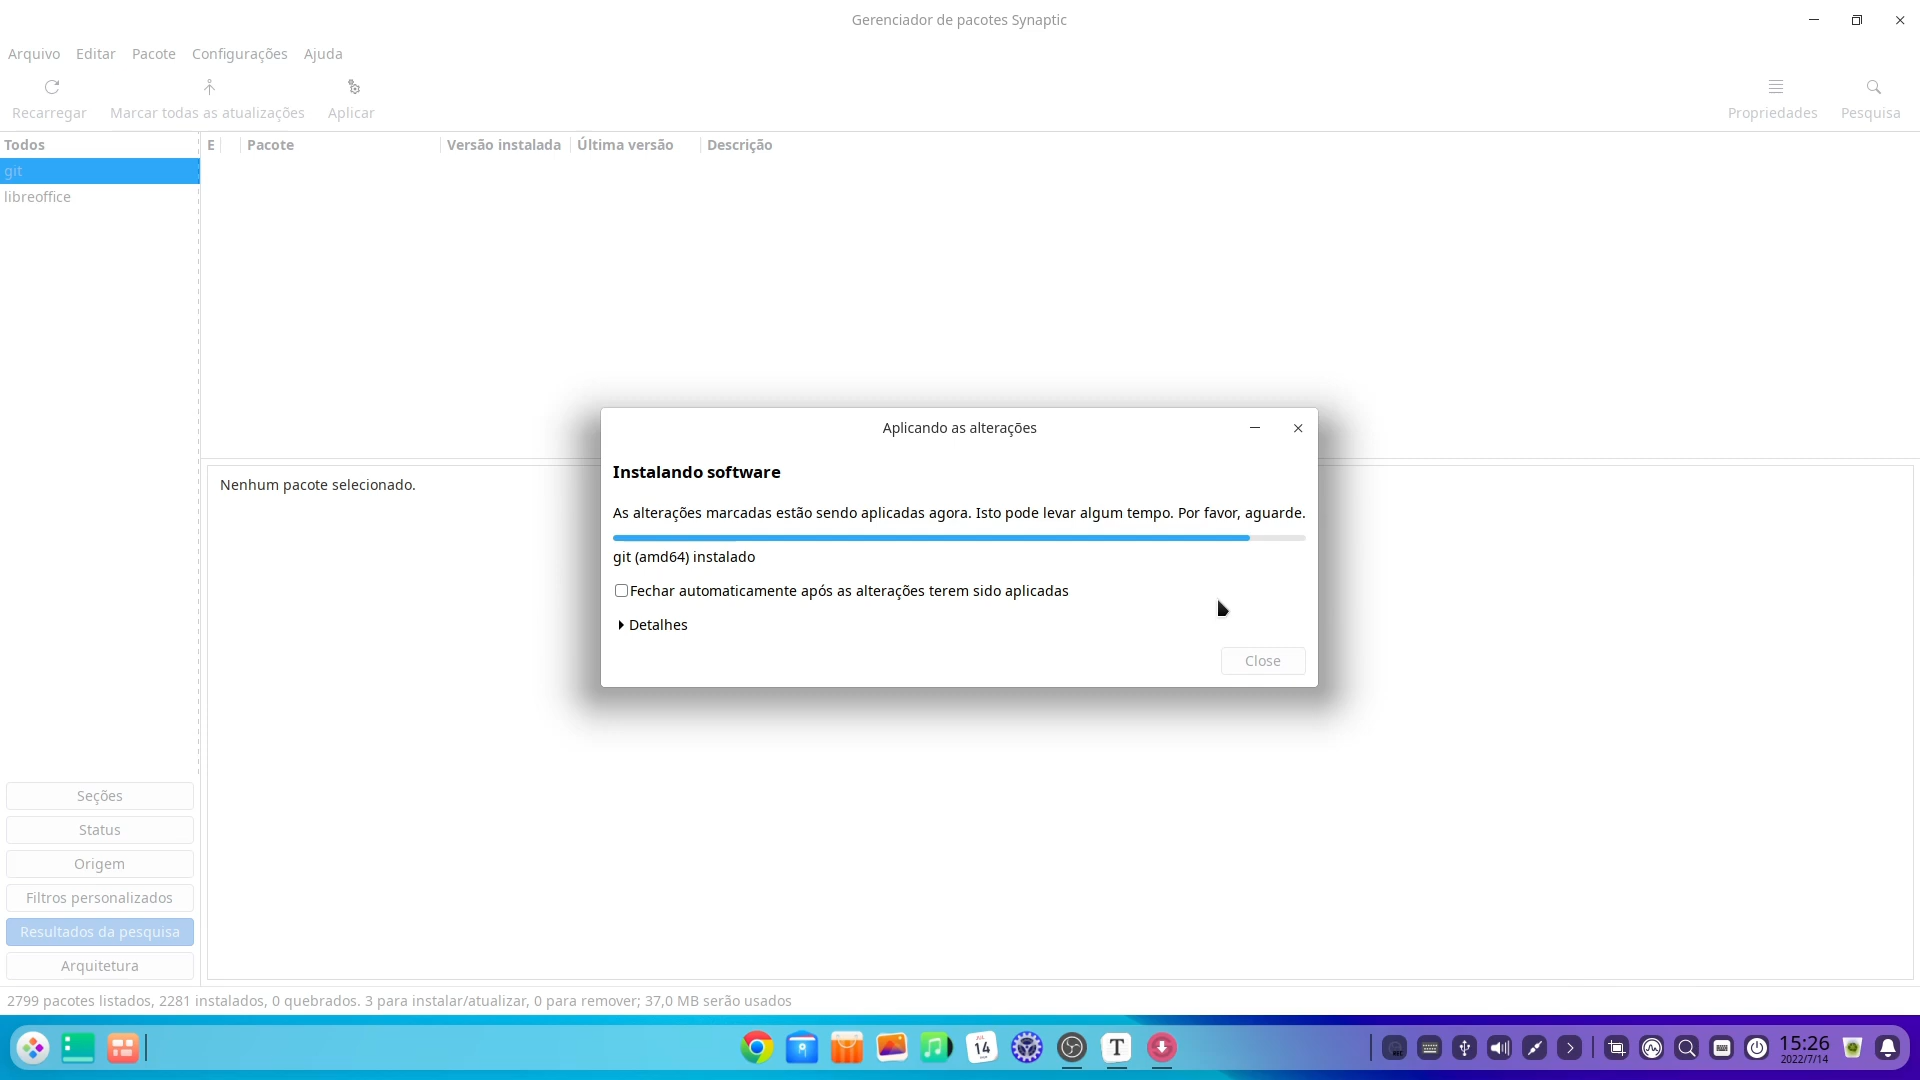 Gerenciador de pacotes Synaptic
Arquivo Editar Pacote Configurações Ajuda
Recarregar Marcar todas as atualizações Aplicar Propriedades Pesquisa
Todos
git
libreoffice
E Pacote Versão instalada Última versão Descrição
Nenhum pacote selecionado.
Aplicando as alterações
Instalando software
As alterações marcadas estão sendo aplicadas agora. Isto pode levar algum tempo. Por favor, aguarde.
git (amd64) instalado
Fechar automaticamente após as alterações terem sido aplicadas
Detalhes
Close
Seções
Status
Origem
Filtros personalizados
Resultados da pesquisa
Arquitetura
2799 pacotes listados, 2281 instalados, 0 quebrados. 3 para instalar/atualizar, 0 para remover; 37,0 MB serão usados
14
T
15:26
2022/7/14